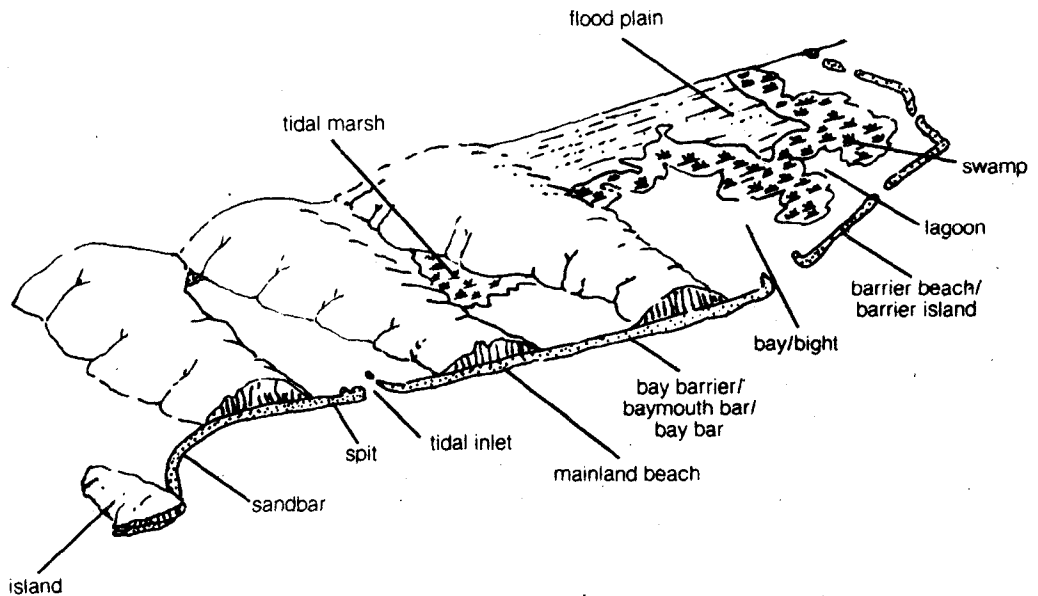 flood plain
tidal marsh
swamp
lagoon
barrier beach/
barrier island
bay/bight
bay barrier/
baymouth bar/
bay bar
tidal inlet
spit
mainland beach
sandbar
island